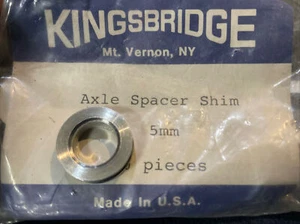 KINGSBRIDGE
Mt. Vernon, NY
Axle Spacer Shim
5mm
pieces
Made In U.S.A.